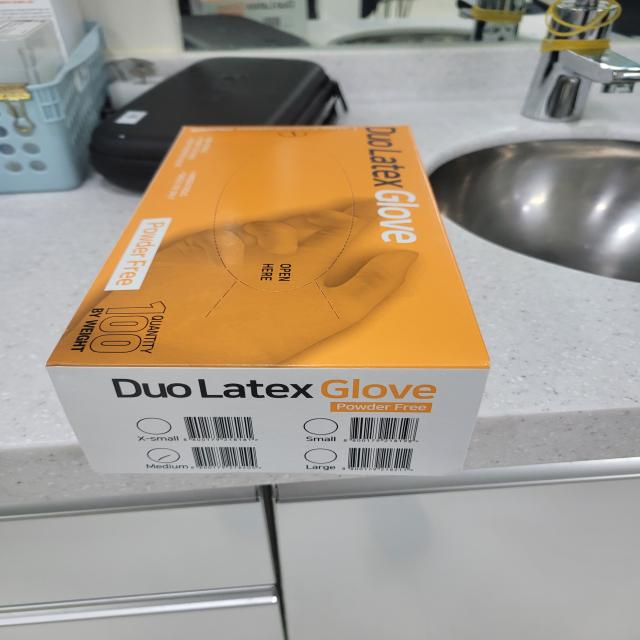 Duo Latex Glove
Powder Free
OPEN
HERE
100
QUANTITY
BY WEIGHT
Duo Latex Glove
Powder Free
X-small
Small
Medium
Large